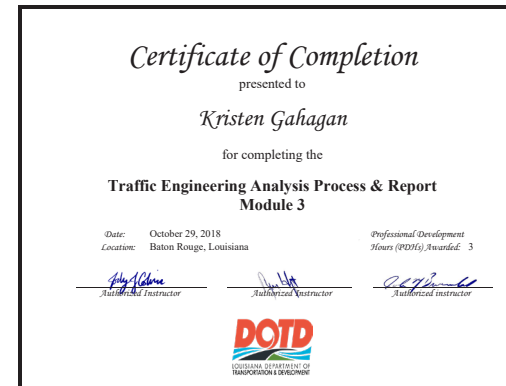 Certificate of Completion
presented to
Kristen Gahagan
for completing the
Traffic Engineering Analysis Process & Report
Module 3
Date: October 29, 2018
Location: Baton Rouge, Louisiana
Professional Development
Hours (PDHs) Awarded: 3
Authorized Instructor
Authorized Instructor
Authorized instructor
DOTD
LOUISIANA DEPARTMENT OF
TRANSPORTATION & DEVELOPMENT